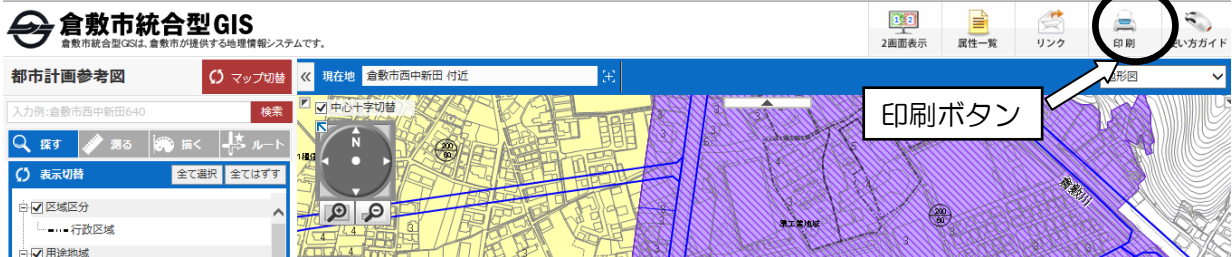 倉敷市統合型GIS
倉敷市統合型GISは、倉敷市が提供する地理情報システムです。
2画面表示
属性一覧
リンク
印刷
使い方ガイド
都市計画参考図
マップ切替
現在地 倉敷市西中新田 付近
地形図
入力例:倉敷市西中新田640
検索
中心十字切替
印刷ボタン
探す
測る
描く
ルート
N
表示切替
全て選択
全てはずす
区域区分
行政区域
用途地域
200
60
200
60
準工業地域
倉敷川